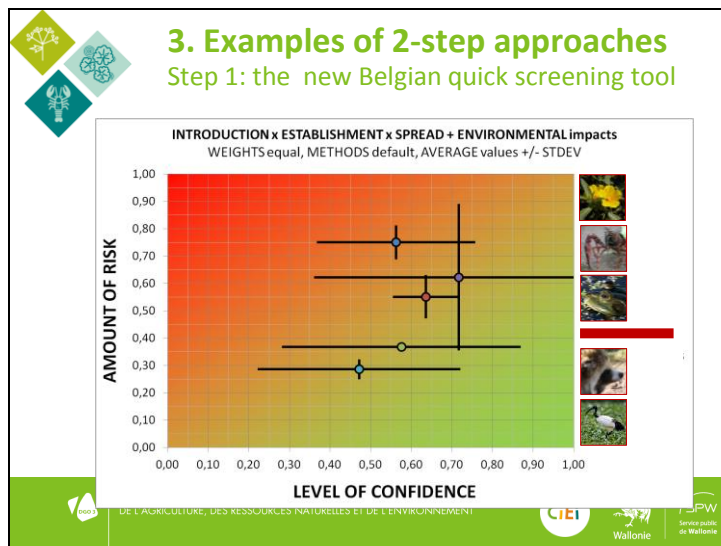 3. Examples of 2-step approaches
Step 1: the new Belgian quick screening tool
INTRODUCTION x ESTABLISHMENT x SPREAD + ENVIRONMENTAL impacts
WEIGHTS equal, METHODS default, AVERAGE values +/- STDEV
AMOUNT OF RISK
1,00
0,90
0,80
0,70
0,60
0,50
0,40
0,30
0,20
0,10
0,00
0,00 0,10 0,20 0,30 0,40 0,50 0,60 0,70 0,80 0,90 1,00
LEVEL OF CONFIDENCE
DGO 3
DE L'AGRICULTURE, DES RESSOURCES NATURELLES ET DE L'ENVIRONNEMENT
CiEi
Wallonie
SPW
Service public
de Wallonie